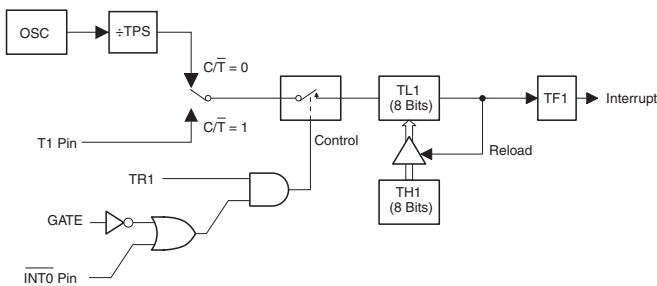 OSC
÷TPS
C/T̅ = 0
C/T̅ = 1
T1 Pin
Control
TL1
(8 Bits)
TF1
Interrupt
Reload
TH1
(8 Bits)
TR1
GATE
I̅N̅T̅0̅ Pin